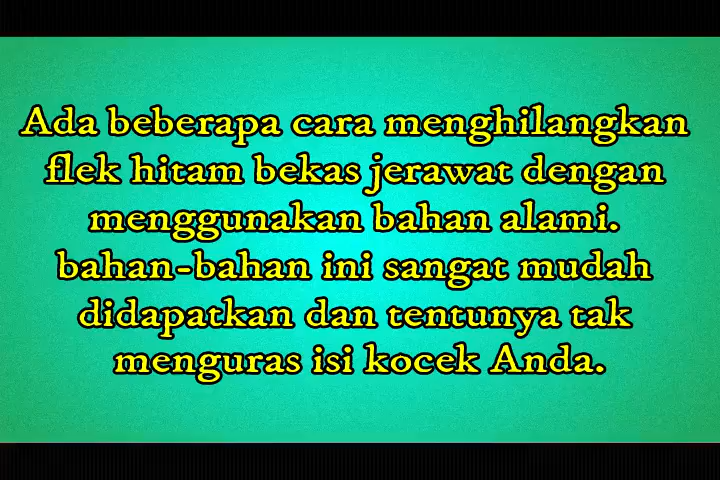 Ada beberapa cara menghilangkan
flek hitam bekas jerawat dengan
menggunakan bahan alami.
bahan-bahan ini sangat mudah
didapatkan dan tentunya tak
menguras isi kocek Anda.